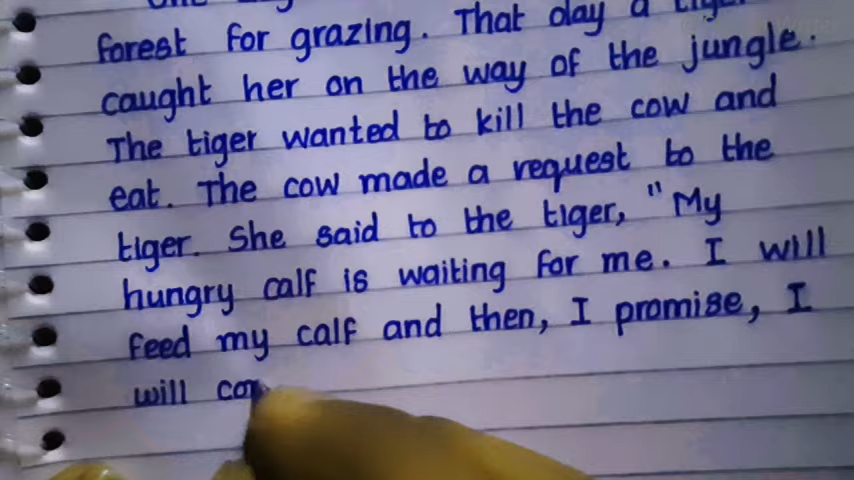 forest for grazing. That day a
caught her on the way of the jungle.
The tiger wanted to kill the cow and
eat. The cow made a request to the
tiger. She said to the tiger, "My
hungry calf is waiting for me. I will
feed my calf and then, I promise, I
will co